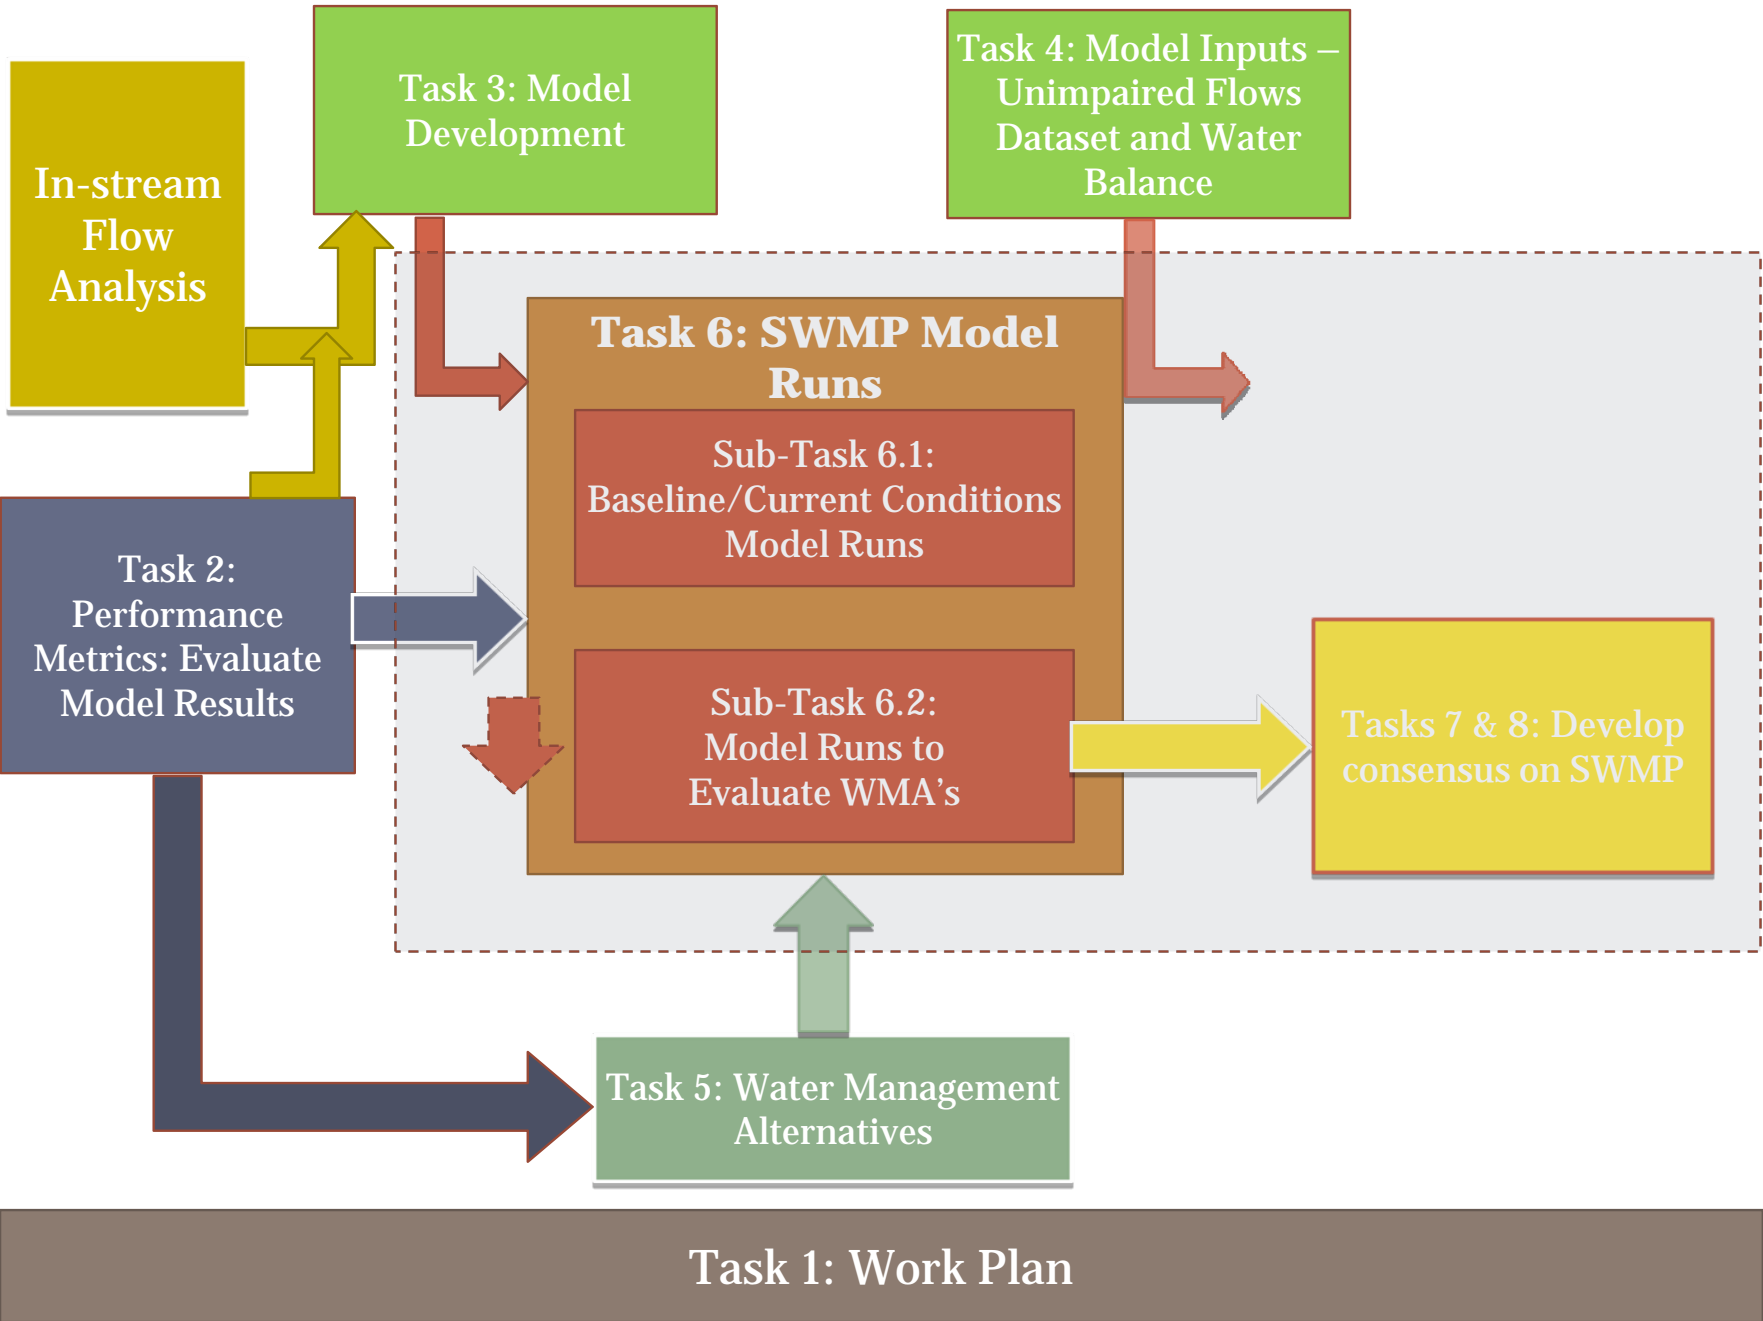 Task 3: Model
Development
Task 4: Model Inputs –
Unimpaired Flows
Dataset and Water
Balance
In-stream
Flow
Analysis
Task 6: SWMP Model
Runs
Sub-Task 6.1:
Baseline/Current Conditions
Model Runs
Task 2:
Performance
Metrics: Evaluate
Model Results
Sub-Task 6.2:
Model Runs to
Evaluate WMA's
Tasks 7 & 8: Develop
consensus on SWMP
Task 5: Water Management
Alternatives
Task 1: Work Plan